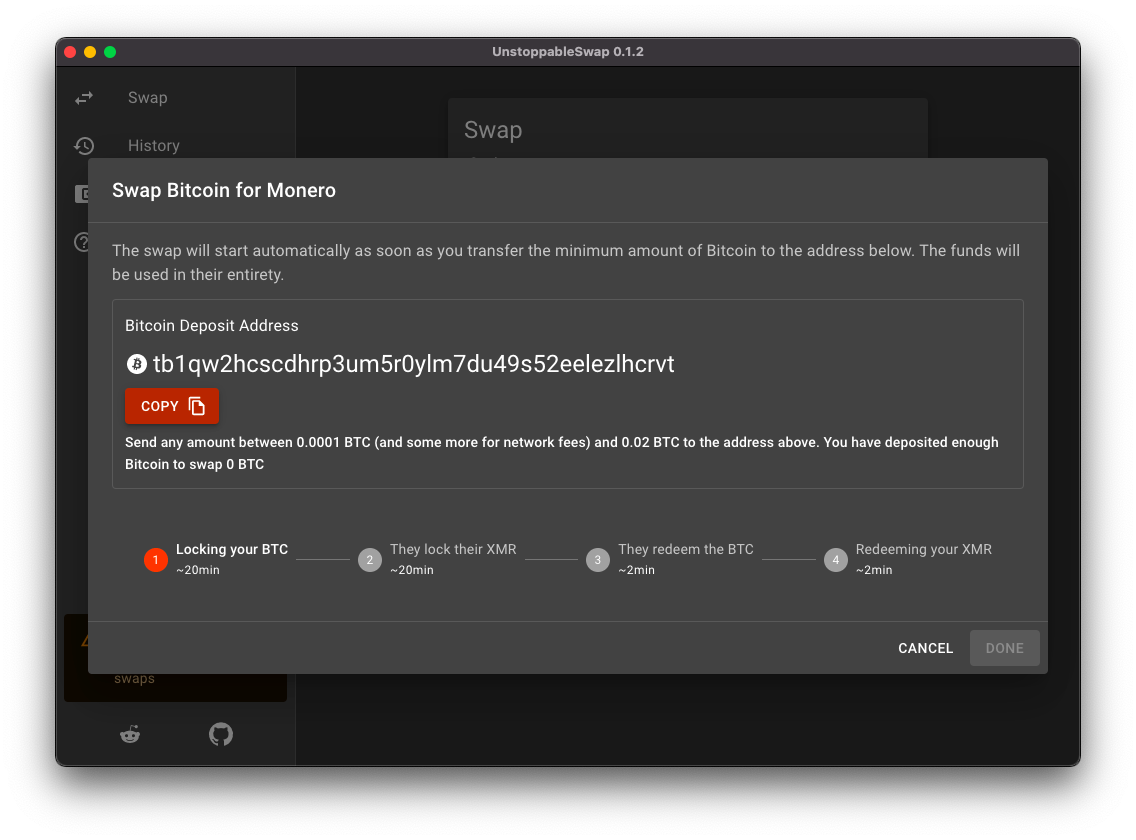 UnstoppableSwap 0.1.2
Swap
History
Swap
Swap Bitcoin for Monero
The swap will start automatically as soon as you transfer the minimum amount of Bitcoin to the address below. The funds will
be used in their entirety.
Bitcoin Deposit Address
tb1qw2hcscdhrp3um5r0ylm7du49s52eelezlhcrvt
COPY
Send any amount between 0.0001 BTC (and some more for network fees) and 0.02 BTC to the address above. You have deposited enough
Bitcoin to swap 0 BTC
1 Locking your BTC
~20min
2 They lock their XMR
~20min
3 They redeem the BTC
~2min
4 Redeeming your XMR
~2min
CANCEL
DONE
swaps